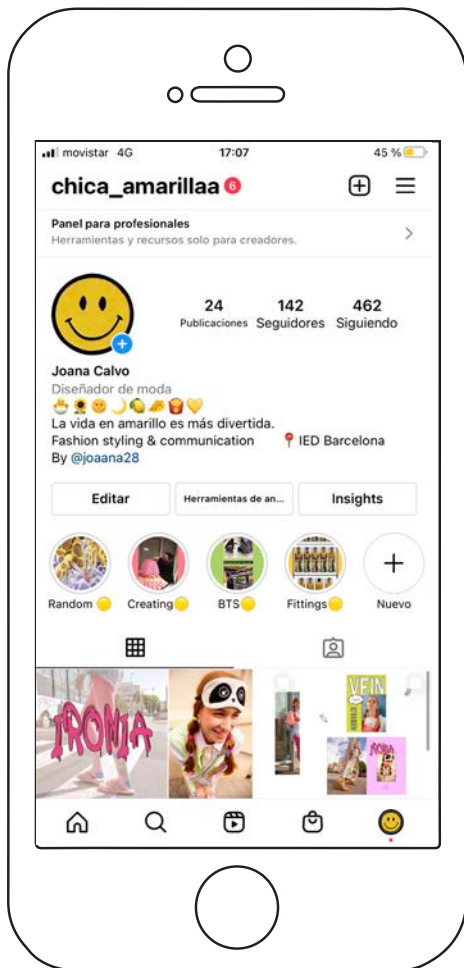 movistar 4G 17:07 45 %
chica_amarillaa 6
Panel para profesionales
Herramientas y recursos solo para creadores.
24 142 462
Publicaciones Seguidores Siguiendo
Joana Calvo
Diseñador de moda
🐣🌻🌞🌙🍋🧀🍟💛
La vida en amarillo es más divertida.
Fashion styling & communication 📍 IED Barcelona
By @joaana28
Editar Herramientas de an... Insights
Random 🟡 Creating🟡 BTS🟡 Fittings🟡 Nuevo
IRONIA
VEIN